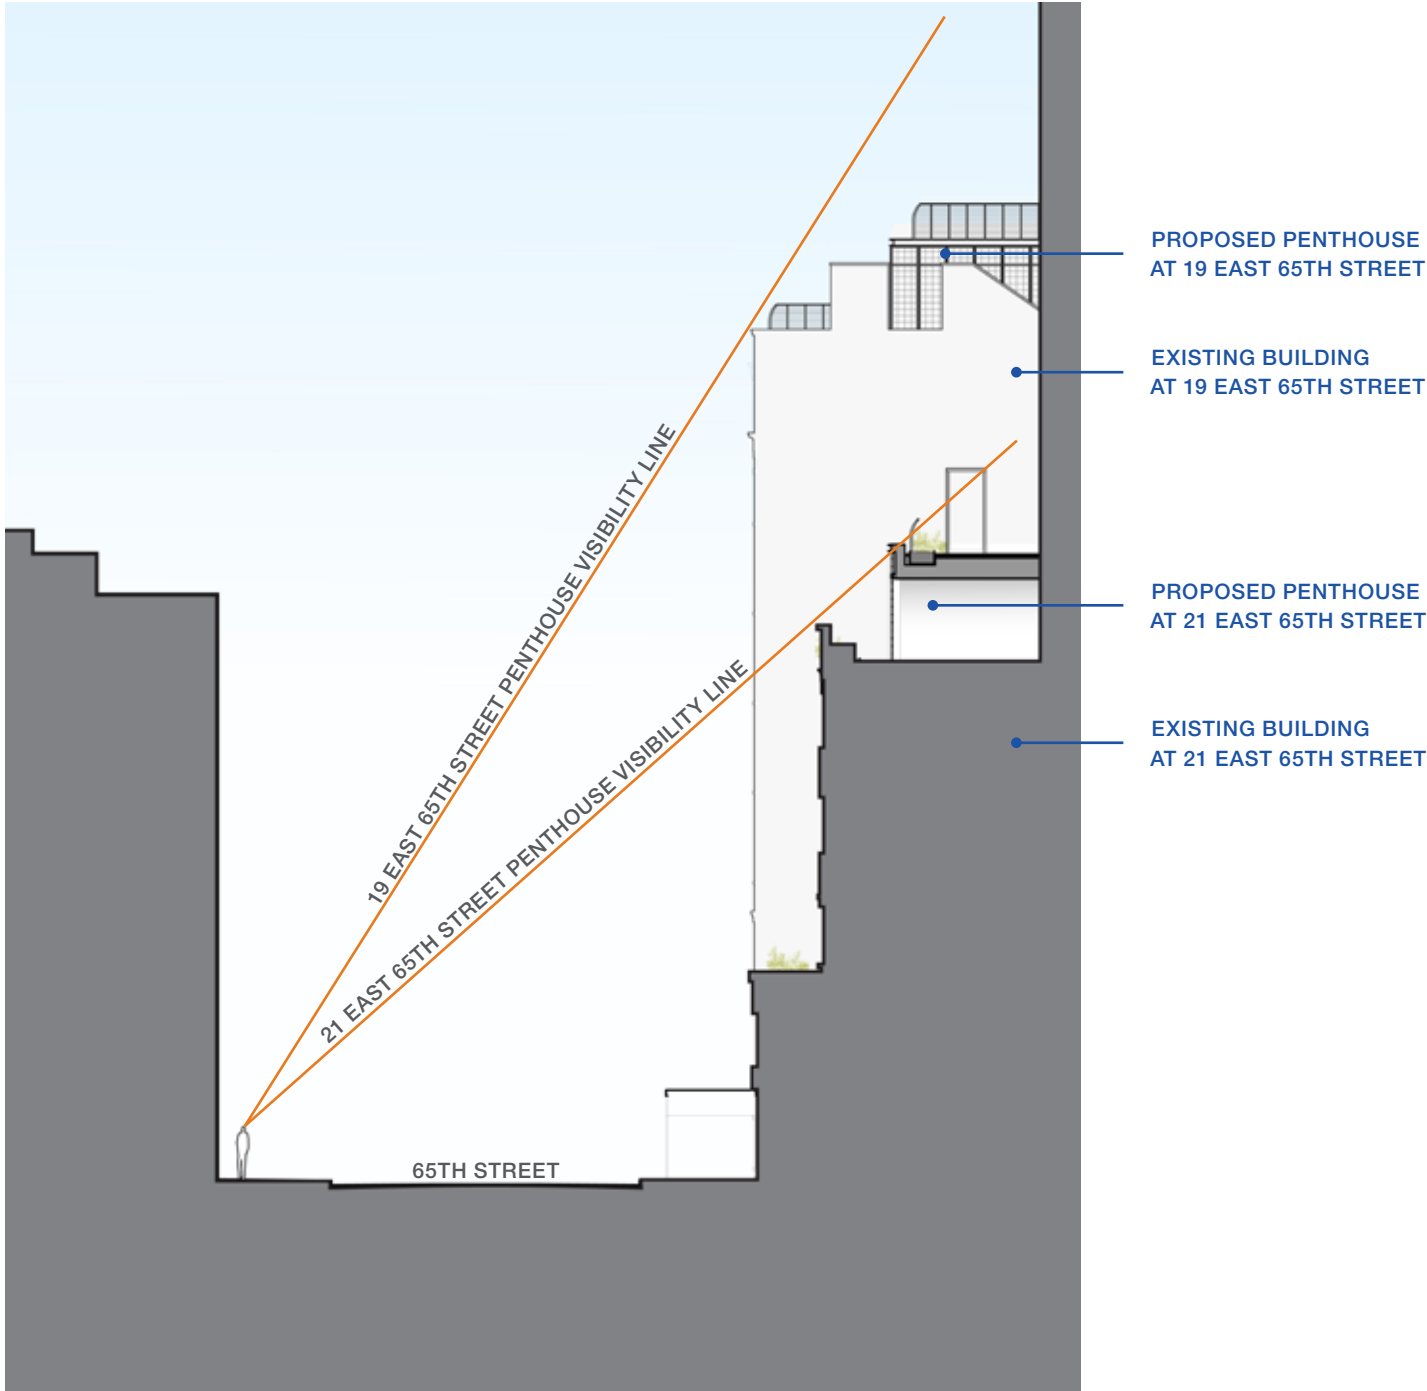 PROPOSED PENTHOUSE
AT 19 EAST 65TH STREET
EXISTING BUILDING
AT 19 EAST 65TH STREET
19 EAST 65TH STREET PENTHOUSE VISIBILITY LINE
21 EAST 65TH STREET PENTHOUSE VISIBILITY LINE
PROPOSED PENTHOUSE
AT 21 EAST 65TH STREET
EXISTING BUILDING
AT 21 EAST 65TH STREET
65TH STREET